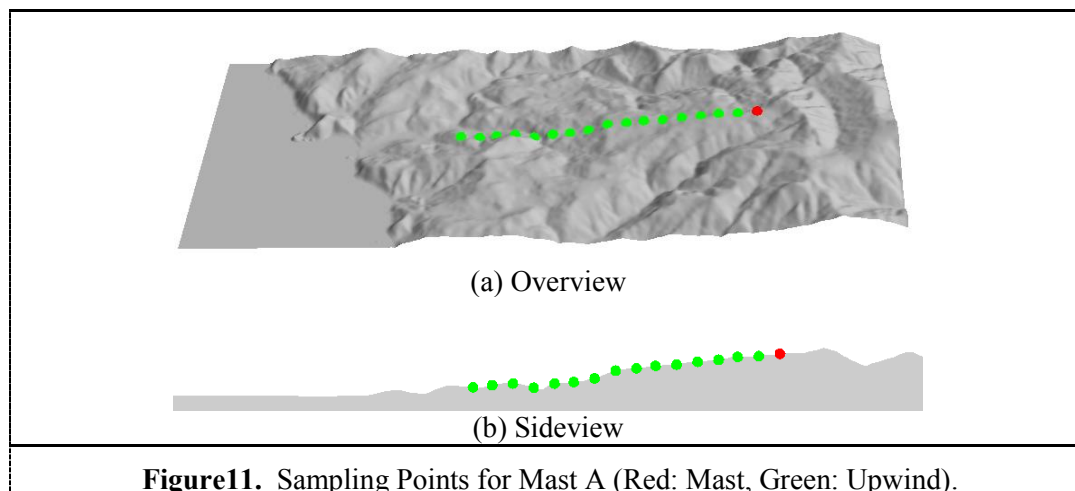 (a) Overview
(b) Sideview
Figure11. Sampling Points for Mast A (Red: Mast, Green: Upwind).